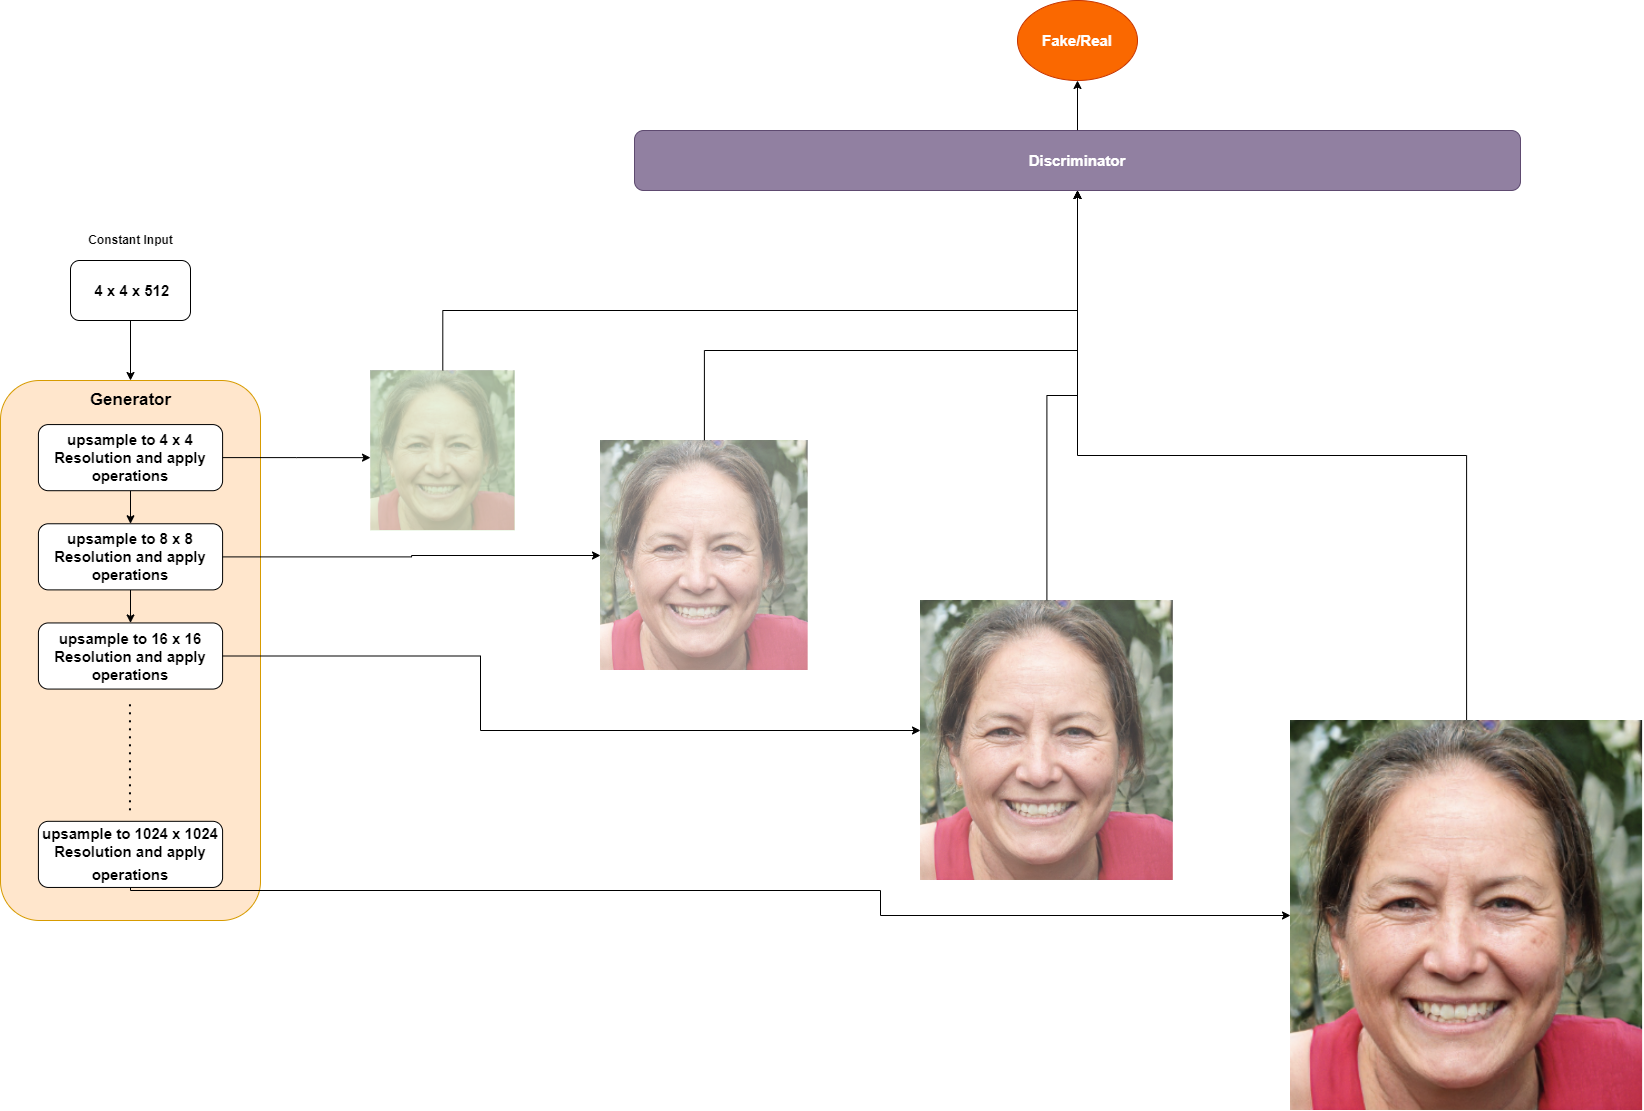 Fake/Real
Discriminator
Constant Input
4 x 4 x 512
Generator
upsample to 4 x 4
Resolution and apply
operations
upsample to 8 x 8
Resolution and apply
operations
upsample to 16 x 16
Resolution and apply
operations
upsample to 1024 x 1024
Resolution and apply
operations